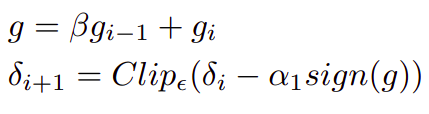 g = βg_{i−1} + g_i
δ_{i+1} = Clip_ϵ(δ_i − α_1 sign(g))